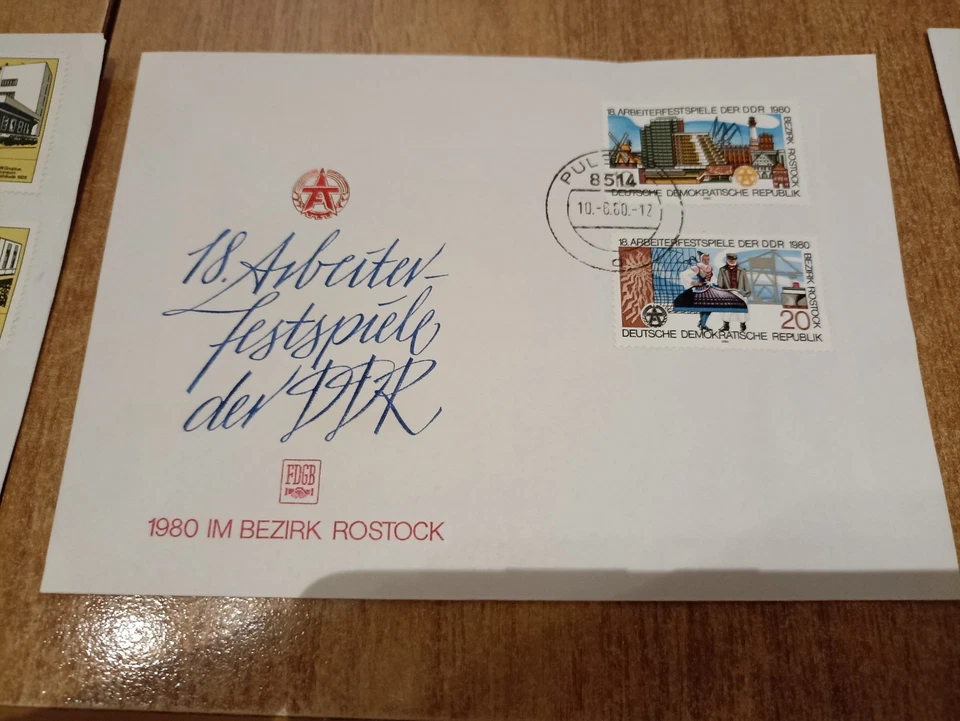 18. Arbeiter-
festspiele
der DDR
FDGB
1980 IM BEZIRK ROSTOCK
18. ARBEITERFESTSPIELE DER DDR 1980
BEZIRK ROSTOCK
DEUTSCHE DEMOKRATISCHE REPUBLIK
8514
10.-6.80.-12
18. ARBEITERFESTSPIELE DER DDR 1980
BEZIRK ROSTOCK
20
DEUTSCHE DEMOKRATISCHE REPUBLIK